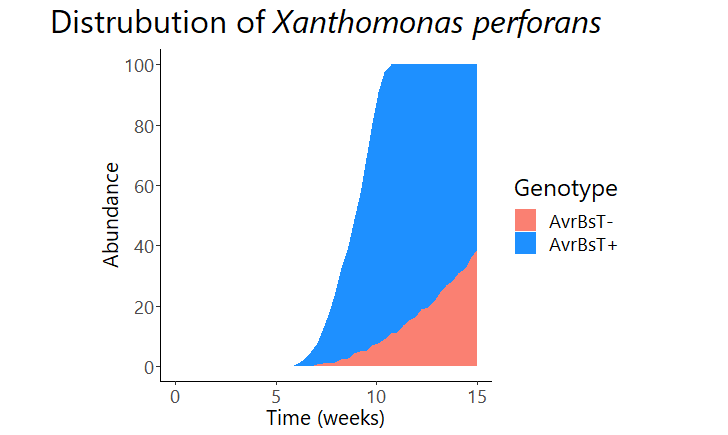 Distrubution of Xanthomonas perforans
100
80
60
40
20
0
Abundance
0 5 10 15
Time (weeks)
Genotype
AvrBsT-
AvrBsT+